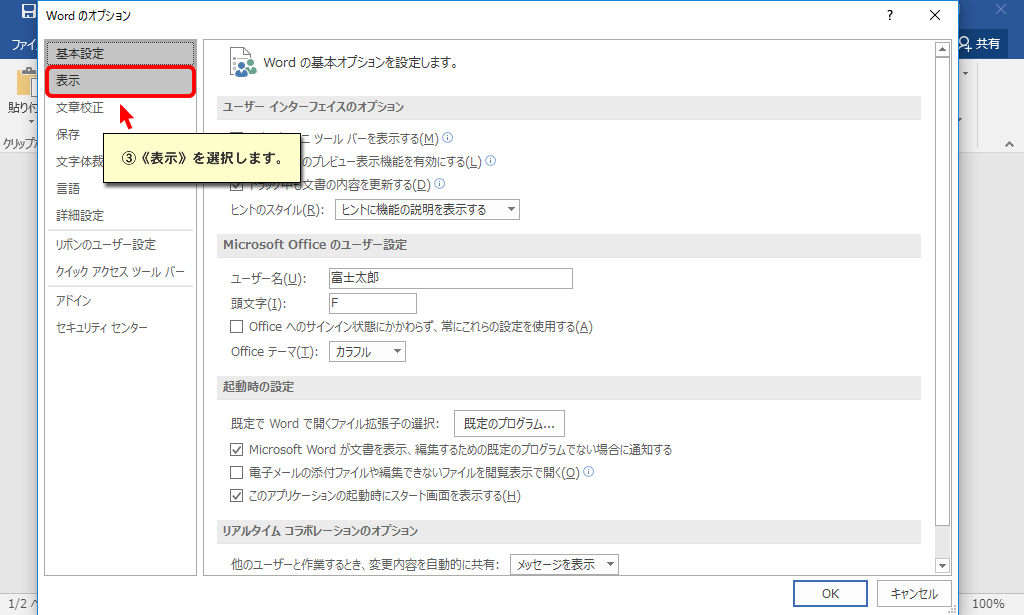 Word のオプション
?
ファイ
共有
基本設定
表示
文章校正
保存
文字体裁
言語
詳細設定
リボンのユーザー設定
クイック アクセス ツール バー
アドイン
セキュリティ センター
貼り付
クリップボ
③《表示》を選択します。
Word の基本オプションを設定します。
ユーザー インターフェイスのオプション
ニ ツール バーを表示する(M)
のプレビュー表示機能を有効にする(L)
ドラッグ中も文書の内容を更新する(D)
ヒントのスタイル(R):
ヒントに機能の説明を表示する
Microsoft Office のユーザー設定
ユーザー名(U):
富士太郎
頭文字(I):
F
Office へのサインイン状態にかかわらず、常にこれらの設定を使用する(A)
Office テーマ(T):
カラフル
起動時の設定
既定で Word で開くファイル拡張子の選択:
既定のプログラム...
Microsoft Word が文書を表示、編集するための既定のプログラムでない場合に通知する
電子メールの添付ファイルや編集できないファイルを閲覧表示で開く(O)
このアプリケーションの起動時にスタート画面を表示する(H)
リアルタイム コラボレーションのオプション
他のユーザーと作業するとき、変更内容を自動的に共有:
メッセージを表示
OK
キャンセル
1/2 ペ
100%